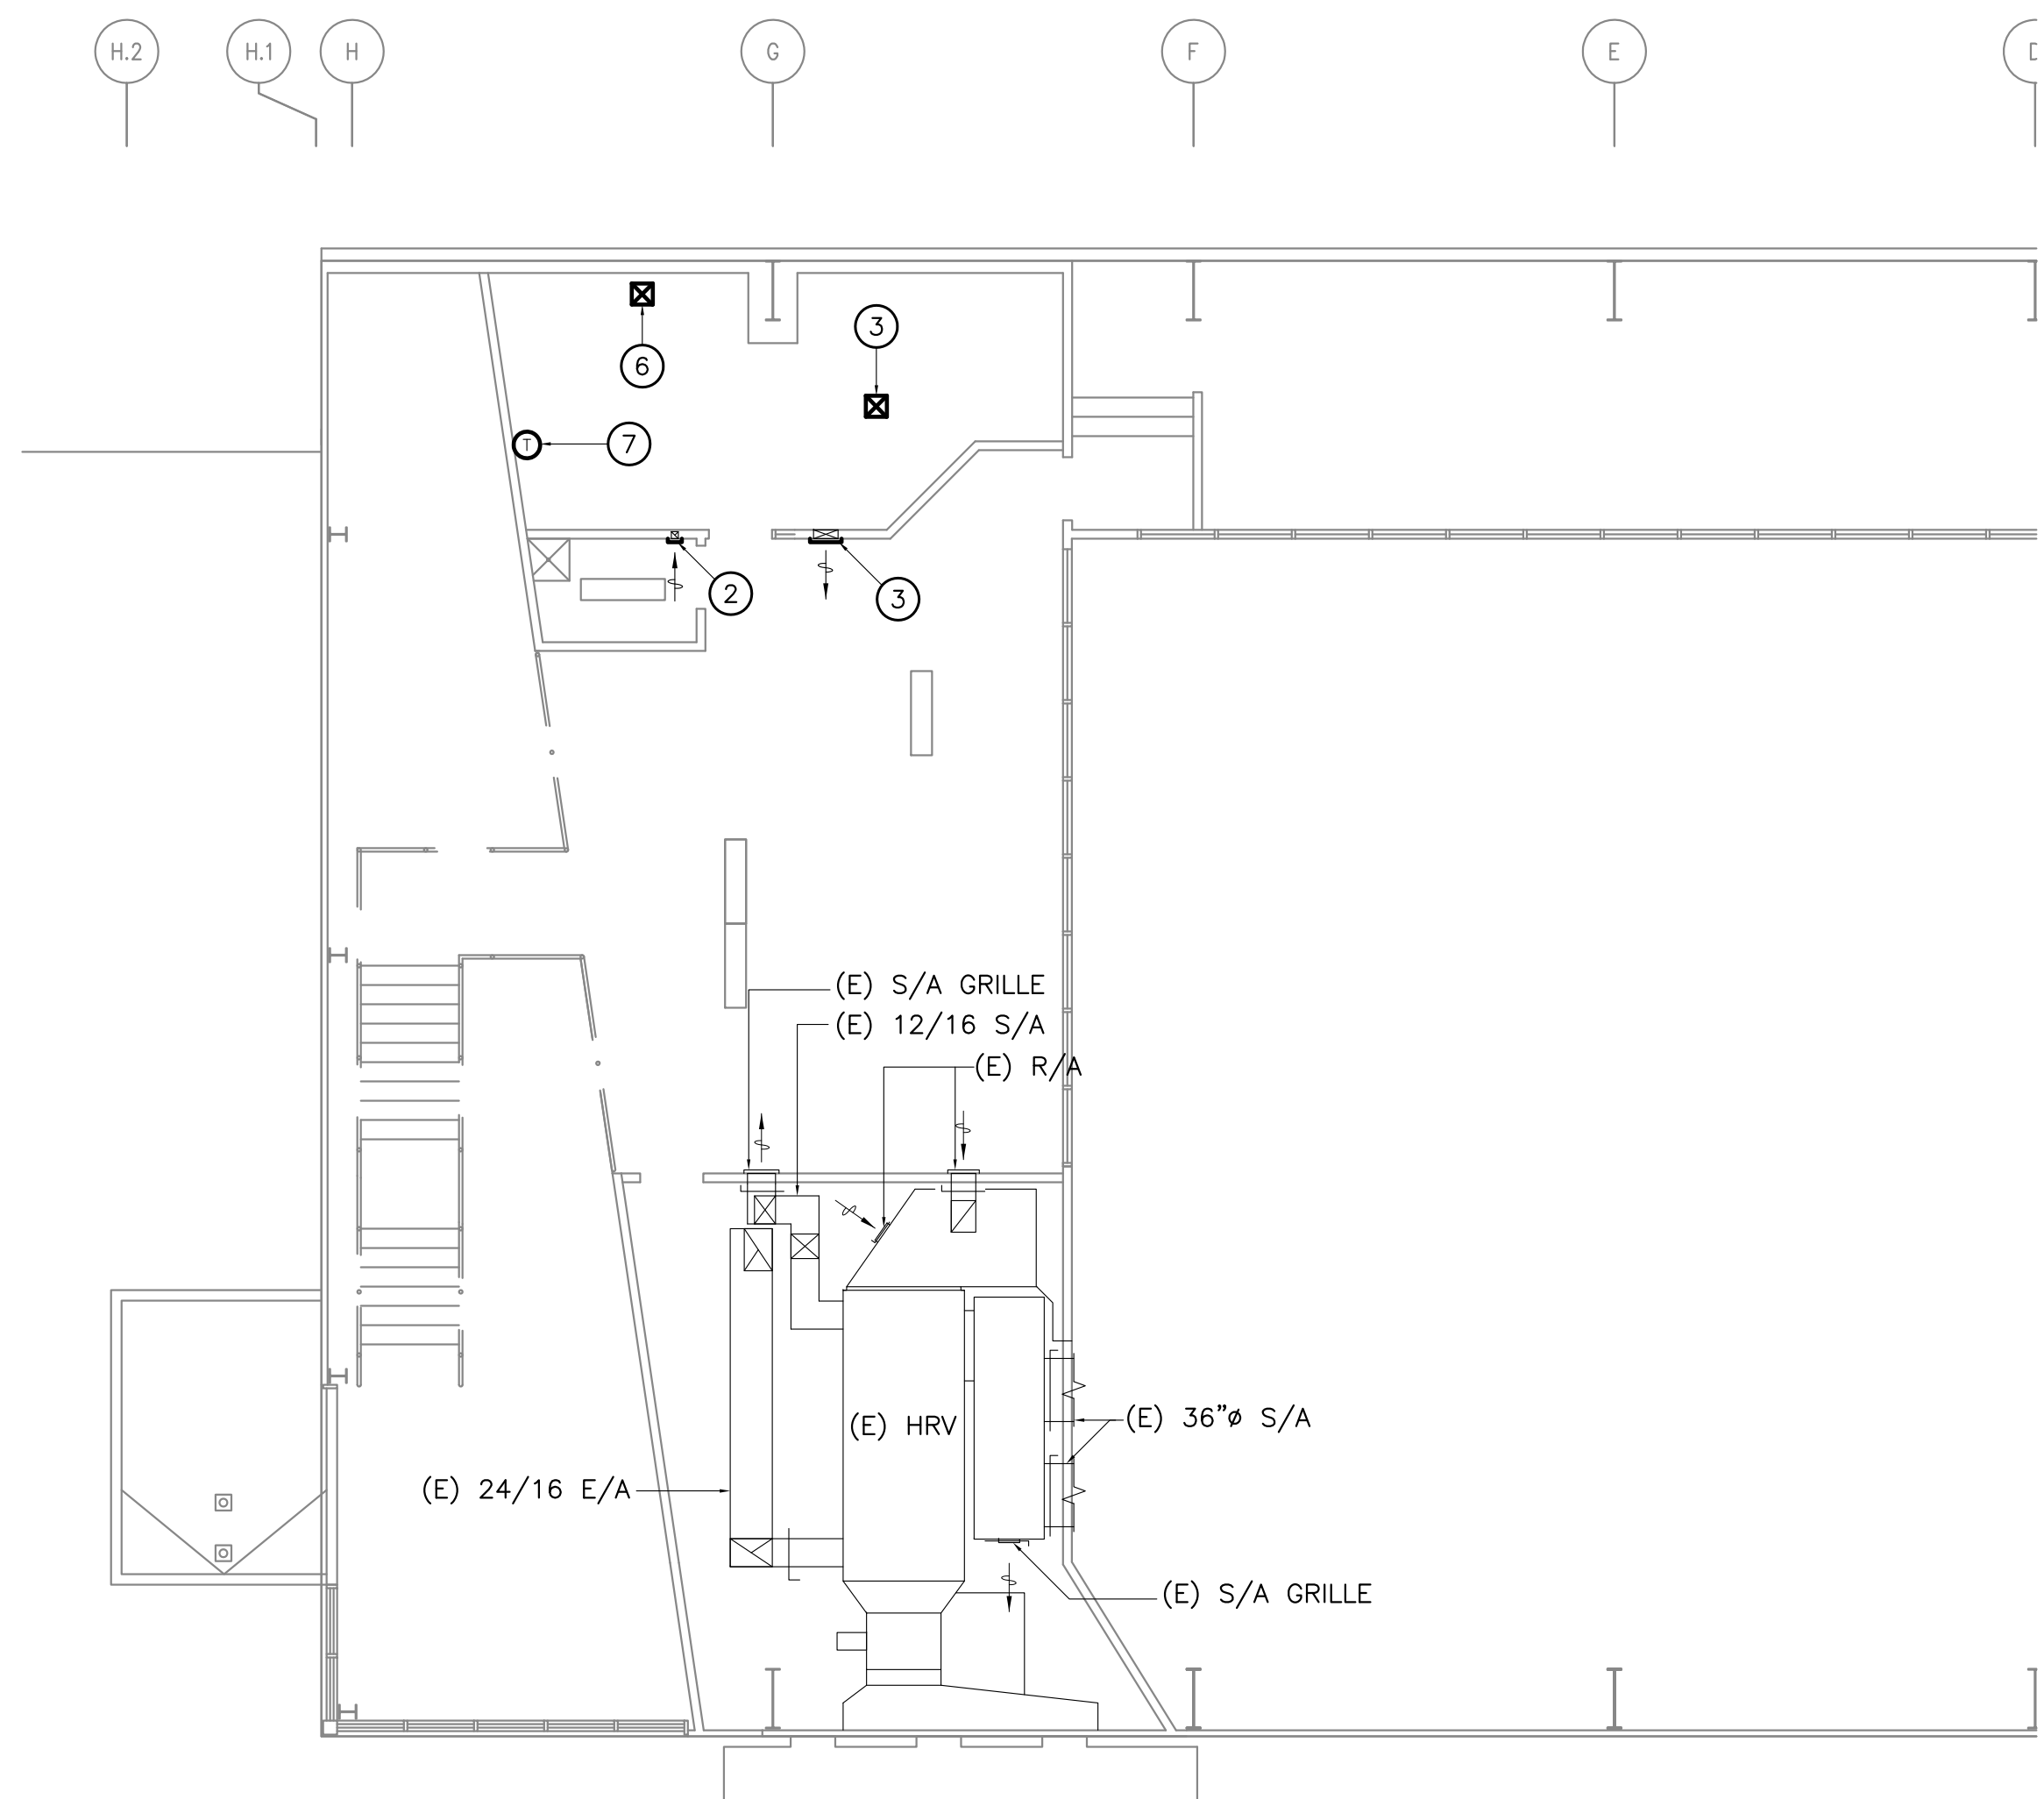 H.2 H.1 H G F E D
3
6
T 7
2 3
(E) S/A GRILLE
(E) 12/16 S/A
(E) R/A
(E) 36"ø S/A
(E) HRV
(E) 24/16 E/A
(E) S/A GRILLE